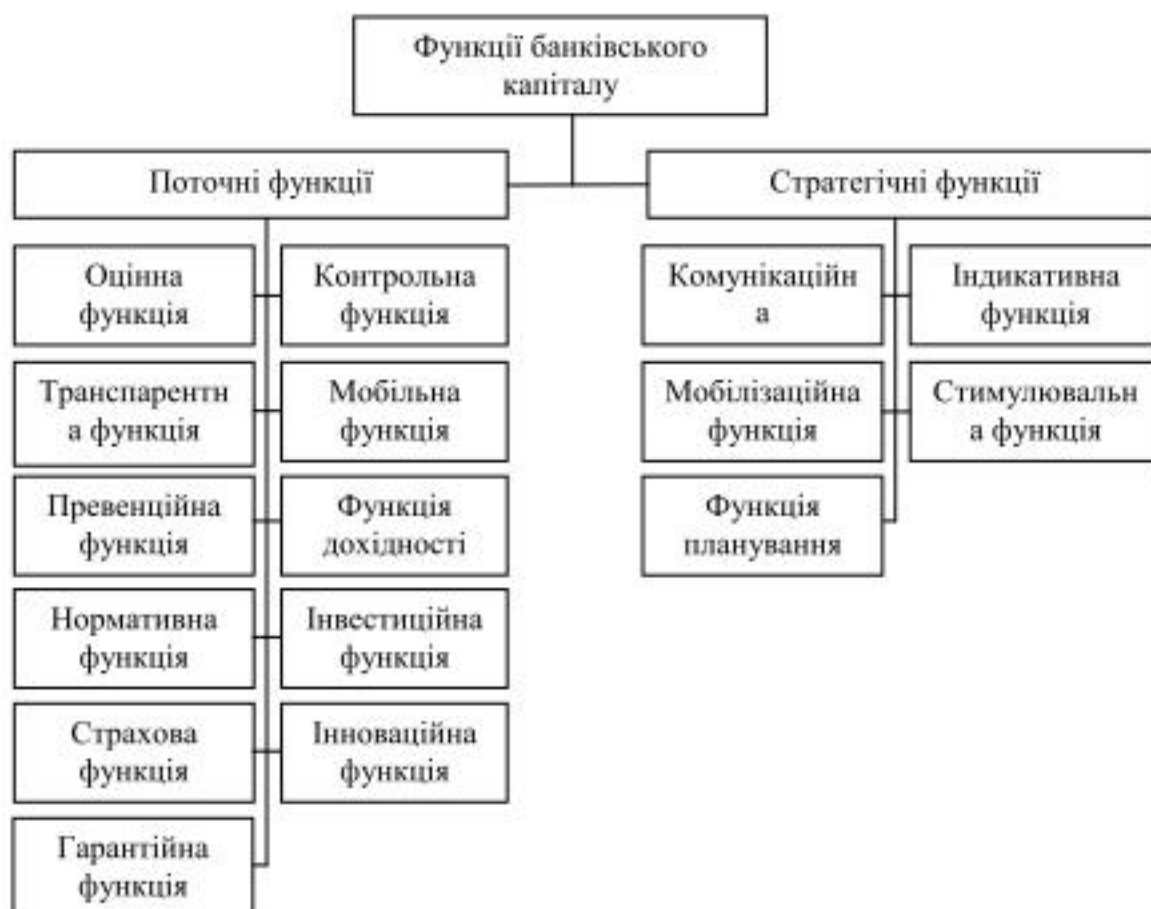 Функції банківського
капіталу
Поточні функції
Стратегічні функції
Оцінна
функція
Контрольна
функція
Комунікаційн
а
Індикативна
функція
Транспарентн
а функція
Мобільна
функція
Мобілізаційна
функція
Стимулювальн
а функція
Превенційна
функція
Функція
дохідності
Функція
планування
Нормативна
функція
Інвестиційна
функція
Страхова
функція
Інноваційна
функція
Гарантійна
функція